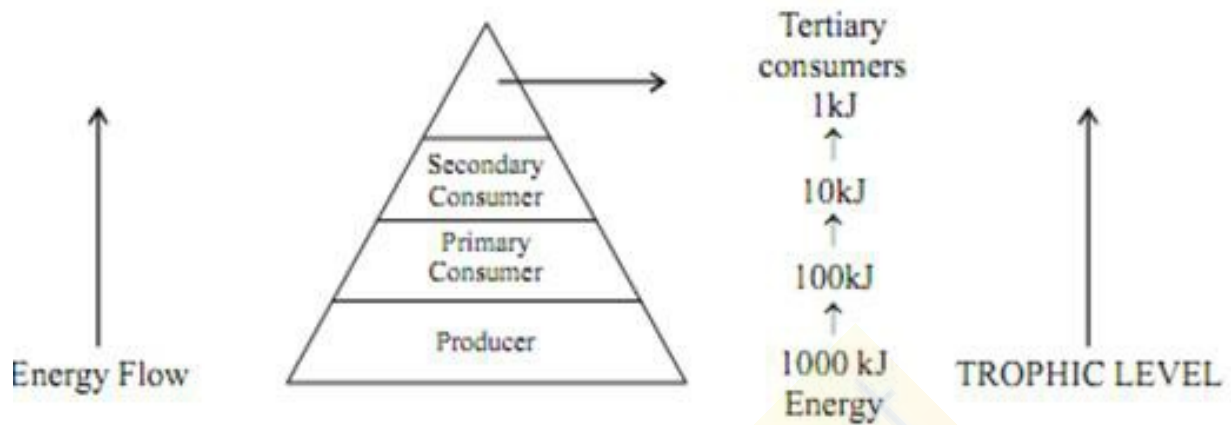 Tertiary
consumers
1kJ
Secondary
Consumer
10kJ
Primary
Consumer
100kJ
Producer
1000 kJ
Energy
Energy Flow
TROPHIC LEVEL